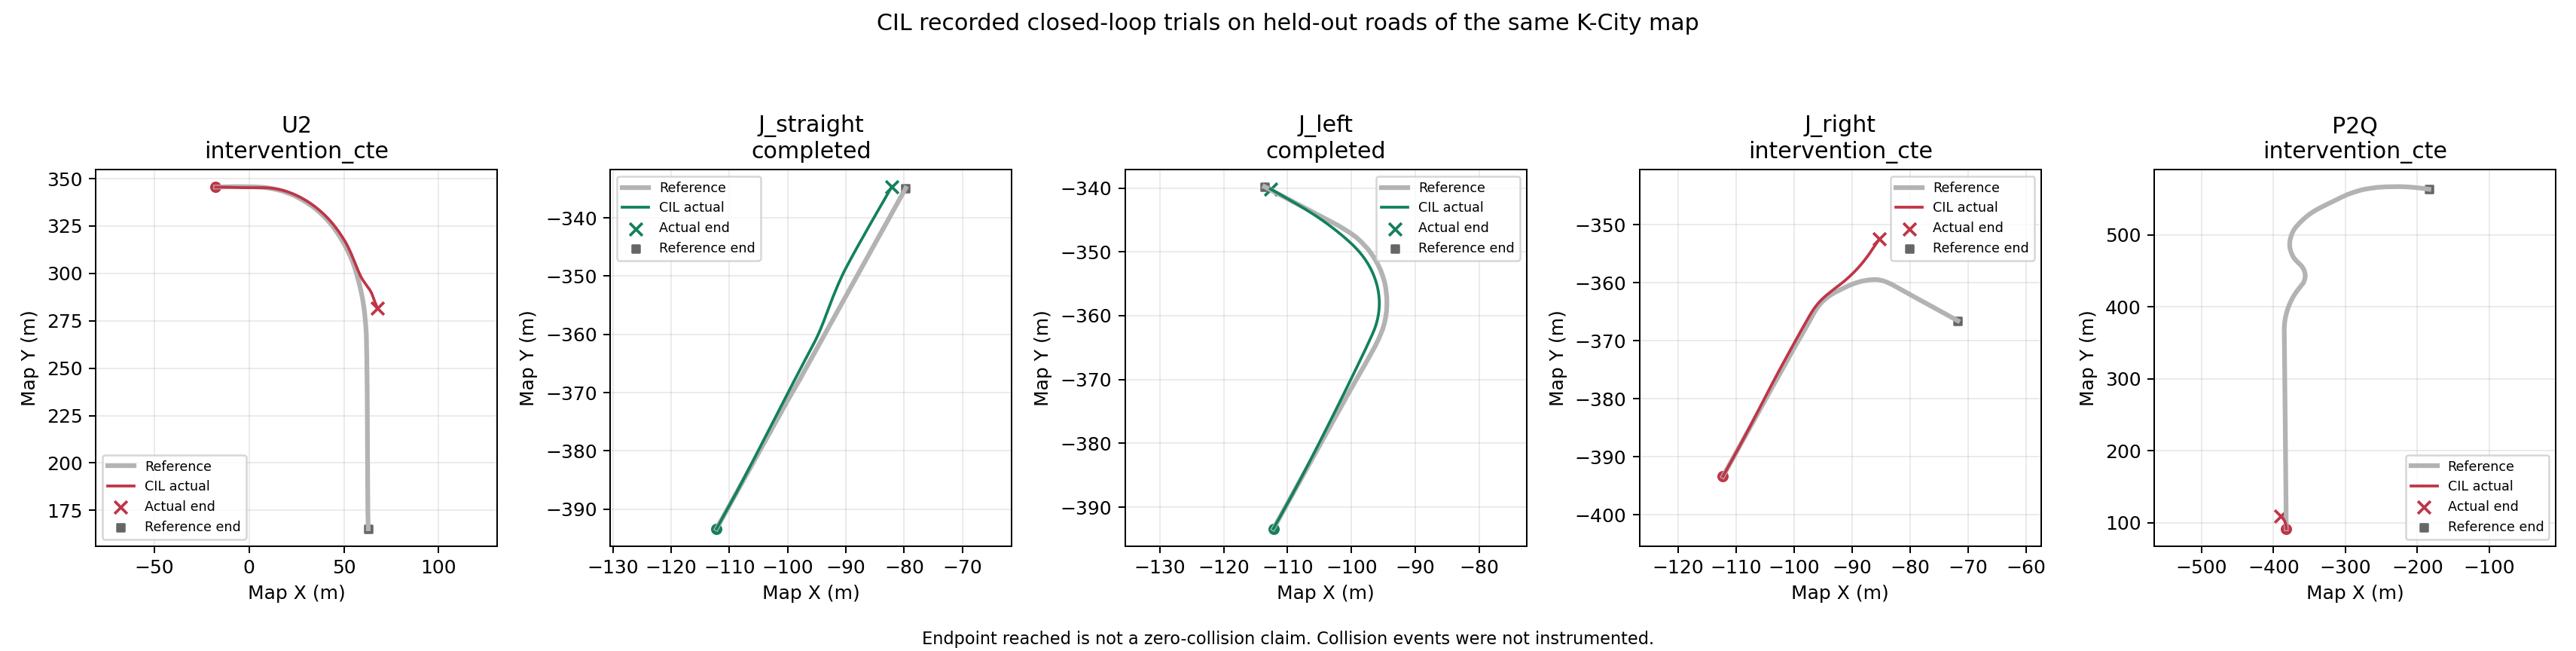 CIL recorded closed-loop trials on held-out roads of the same K-City map
U2
intervention_cte
350
325
300
275
250
225
200
175
Map Y (m)
−50
0
50
100
Map X (m)
Reference
CIL actual
Actual end
Reference end
J_straight
completed
−340
−350
−360
−370
−380
−390
Map Y (m)
−130
−120
−110
−100
−90
−80
−70
Map X (m)
Reference
CIL actual
Actual end
Reference end
J_left
completed
−340
−350
−360
−370
−380
−390
Map Y (m)
−130
−120
−110
−100
−90
−80
Map X (m)
Reference
CIL actual
Actual end
Reference end
J_right
intervention_cte
−350
−360
−370
−380
−390
−400
Map Y (m)
−120
−110
−100
−90
−80
−70
−60
Map X (m)
Reference
CIL actual
Actual end
Reference end
P2Q
intervention_cte
500
400
300
200
100
Map Y (m)
−500
−400
−300
−200
−100
Map X (m)
Reference
CIL actual
Actual end
Reference end
Endpoint reached is not a zero-collision claim. Collision events were not instrumented.